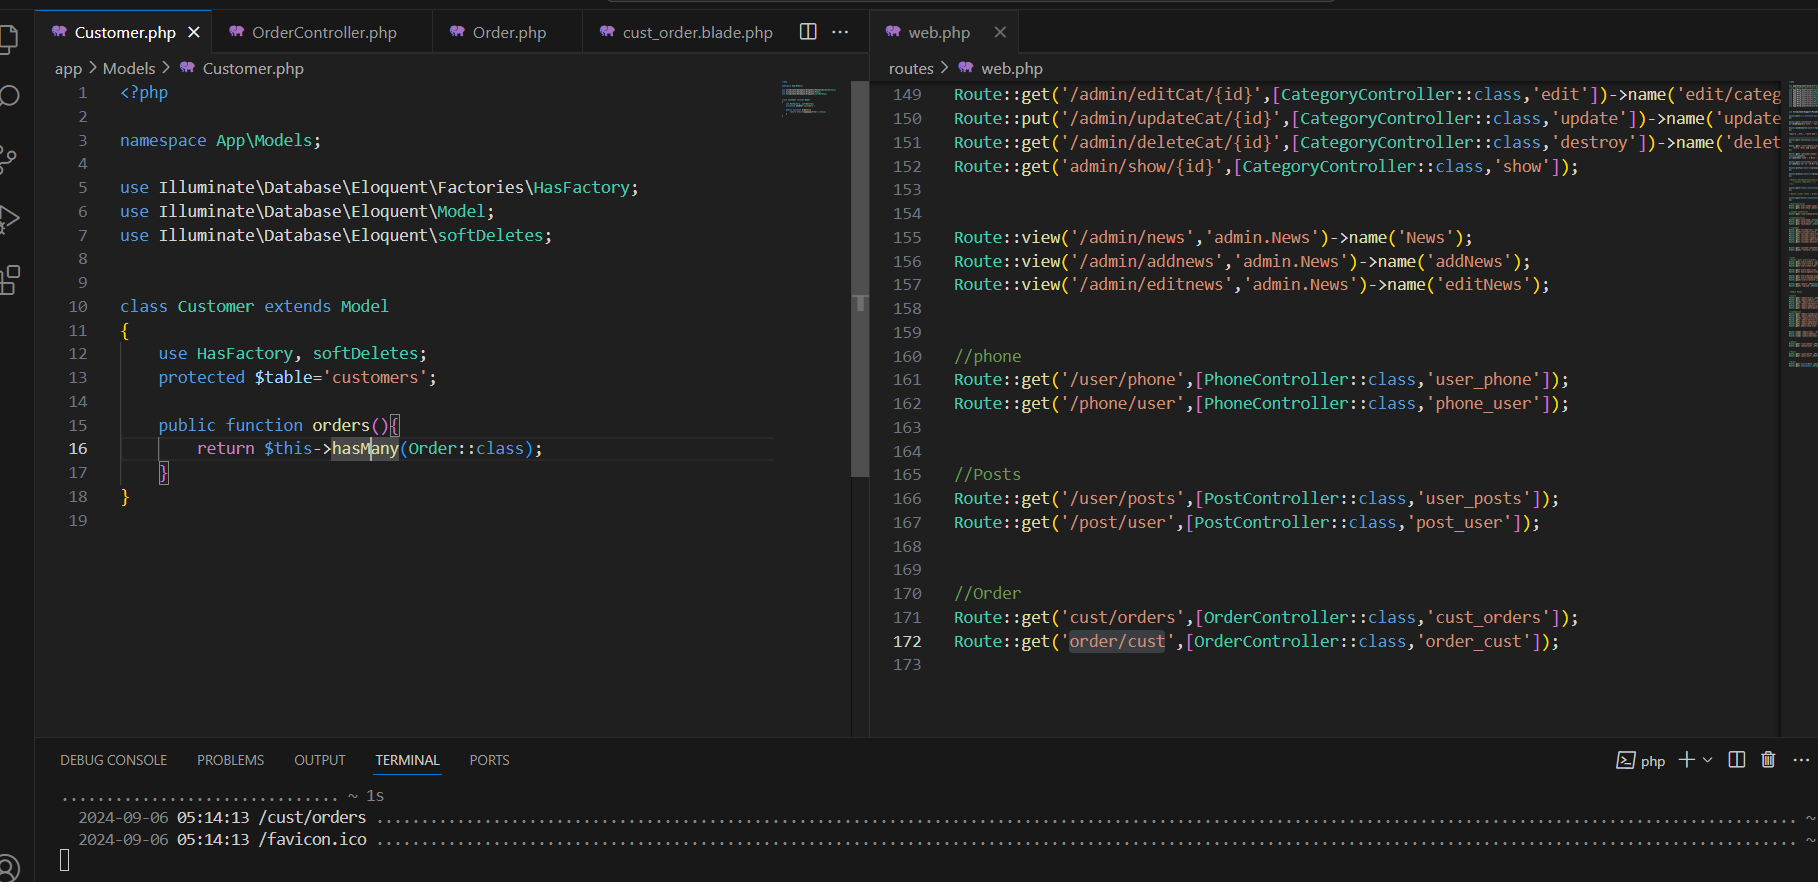 Customer.php
OrderController.php
Order.php
cust_order.blade.php
app > Models > Customer.php
1 <?php
2
3 namespace App\Models;
4
5 use Illuminate\Database\Eloquent\Factories\HasFactory;
6 use Illuminate\Database\Eloquent\Model;
7 use Illuminate\Database\Eloquent\softDeletes;
8
9
10 class Customer extends Model
11 {
12 use HasFactory, softDeletes;
13 protected $table='customers';
14
15 public function orders(){
16 return $this->hasMany(Order::class);
17 }
18 }
19
web.php
routes > web.php
149 Route::get('/admin/editCat/{id}',[CategoryController::class,'edit'])->name('edit/categ
150 Route::put('/admin/updateCat/{id}',[CategoryController::class,'update'])->name('update
151 Route::get('/admin/deleteCat/{id}',[CategoryController::class,'destroy'])->name('delet
152 Route::get('admin/show/{id}',[CategoryController::class,'show']);
153
154
155 Route::view('/admin/news','admin.News')->name('News');
156 Route::view('/admin/addnews','admin.News')->name('addNews');
157 Route::view('/admin/editnews','admin.News')->name('editNews');
158
159
160 //phone
161 Route::get('/user/phone',[PhoneController::class,'user_phone']);
162 Route::get('/phone/user',[PhoneController::class,'phone_user']);
163
164
165 //Posts
166 Route::get('/user/posts',[PostController::class,'user_posts']);
167 Route::get('/post/user',[PostController::class,'post_user']);
168
169
170 //Order
171 Route::get('cust/orders',[OrderController::class,'cust_orders']);
172 Route::get('order/cust',[OrderController::class,'order_cust']);
173
DEBUG CONSOLE PROBLEMS OUTPUT TERMINAL PORTS
php
............................... ~ 1s
2024-09-06 05:14:13 /cust/orders ........ ~
2024-09-06 05:14:13 /favicon.ico ........ ~